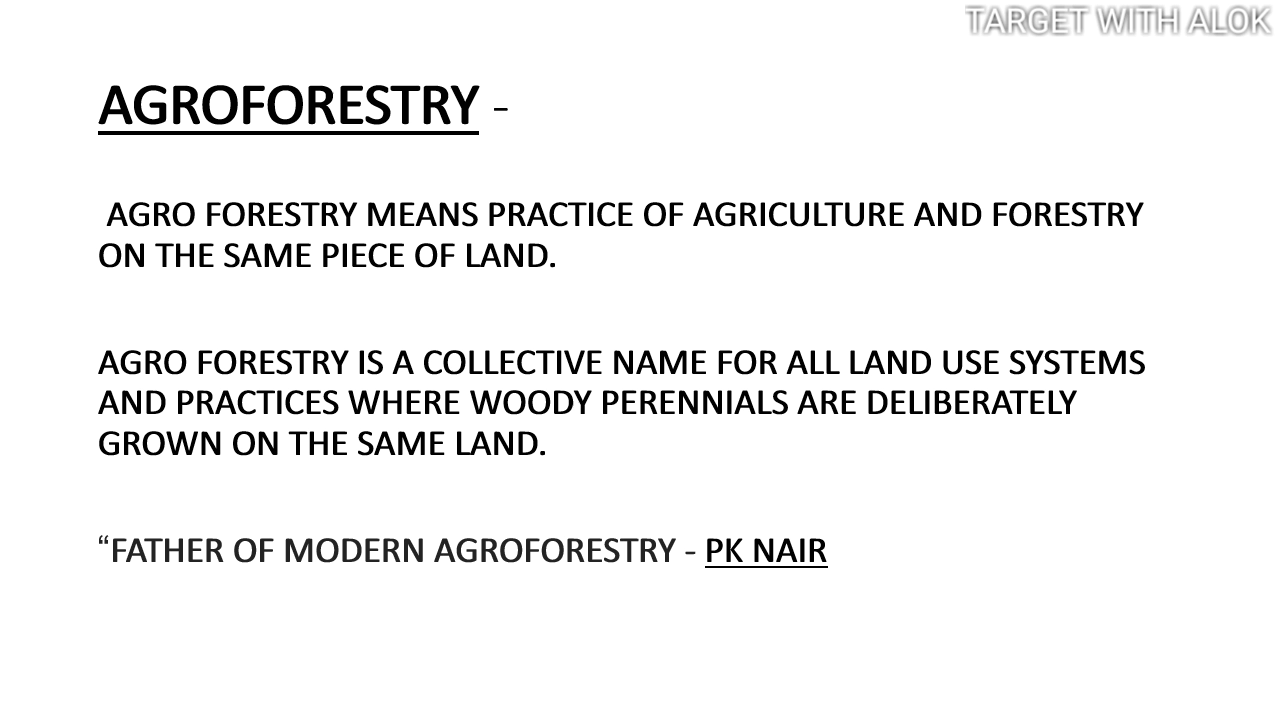 TARGET WITH ALOK
AGROFORESTRY -
AGRO FORESTRY MEANS PRACTICE OF AGRICULTURE AND FORESTRY
ON THE SAME PIECE OF LAND.
AGRO FORESTRY IS A COLLECTIVE NAME FOR ALL LAND USE SYSTEMS
AND PRACTICES WHERE WOODY PERENNIALS ARE DELIBERATELY
GROWN ON THE SAME LAND.
“FATHER OF MODERN AGROFORESTRY - PK NAIR